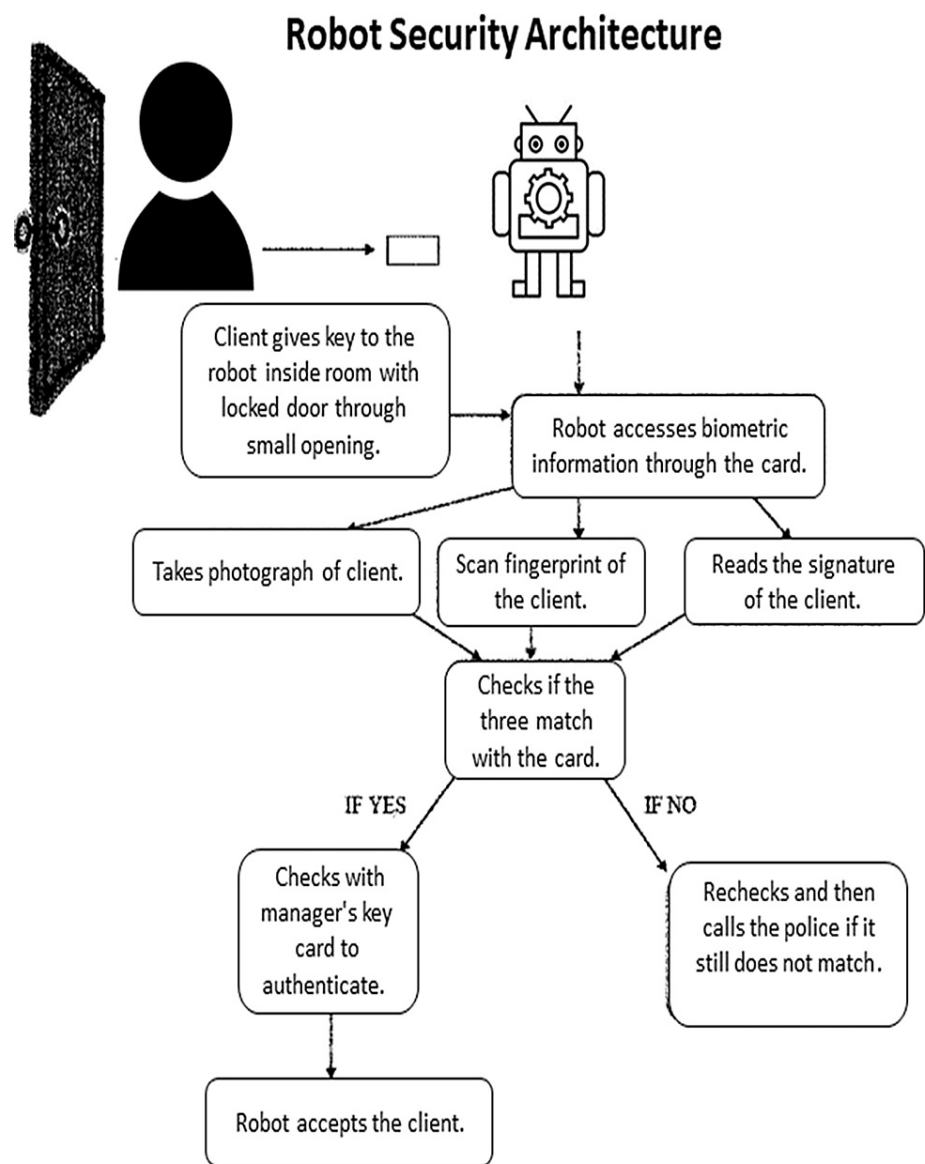 Robot Security Architecture
Client gives key to the
robot inside room with
locked door through
small opening.
Robot accesses biometric
information through the card.
Takes photograph of client.
Scan fingerprint of
the client.
Reads the signature
of the client.
Checks if the
three match
with the card.
IF YES
IF NO
Checks with
manager's key
card to
authenticate.
Rechecks and then
calls the police if it
still does not match.
Robot accepts the client.